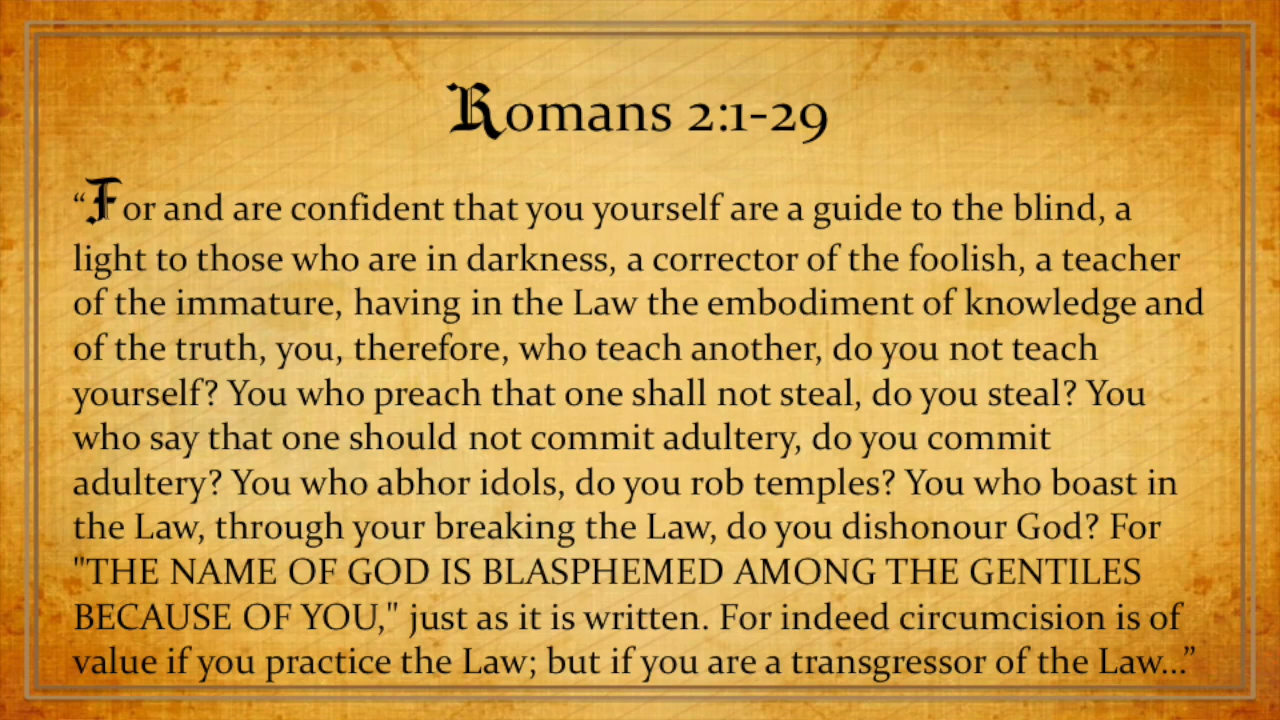 Romans 2:1-29
“For and are confident that you yourself are a guide to the blind, a
light to those who are in darkness, a corrector of the foolish, a teacher
of the immature, having in the Law the embodiment of knowledge and
of the truth, you, therefore, who teach another, do you not teach
yourself? You who preach that one shall not steal, do you steal? You
who say that one should not commit adultery, do you commit
adultery? You who abhor idols, do you rob temples? You who boast in
the Law, through your breaking the Law, do you dishonour God? For
"THE NAME OF GOD IS BLASPHEMED AMONG THE GENTILES
BECAUSE OF YOU," just as it is written. For indeed circumcision is of
value if you practice the Law; but if you are a transgressor of the Law...”